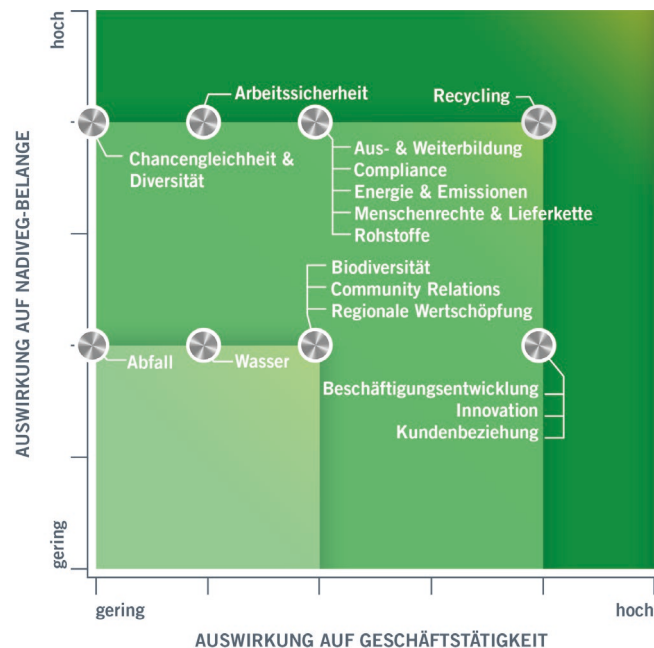 hoch
Arbeitssicherheit
Recycling
Chancengleichheit &
Diversität
Aus- & Weiterbildung
Compliance
Energie & Emissionen
Menschenrechte & Lieferkette
Rohstoffe
AUSWIRKUNG AUF NADIVEG-BELANGE
Biodiversität
Community Relations
Regionale Wertschöpfung
Abfall
Wasser
Beschäftigungsentwicklung
Innovation
Kundenbeziehung
gering
gering
hoch
AUSWIRKUNG AUF GESCHÄFTSTÄTIGKEIT